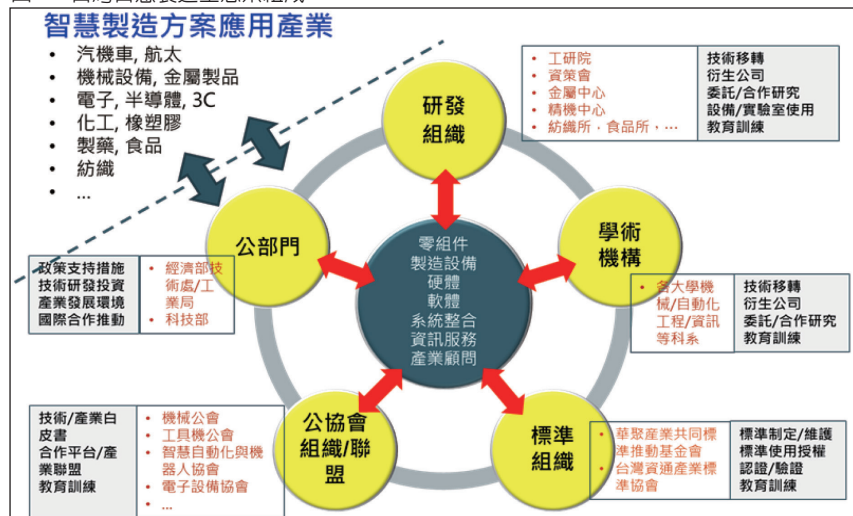 智慧製造方案應用產業
• 汽機車, 航太
• 機械設備, 金屬製品
• 電子, 半導體, 3C
• 化工, 橡塑膠
• 製藥, 食品
• 紡織
• ...
研發
組織
• 工研院
• 資策會
• 金屬中心
• 精機中心
• 紡織所﹒食品所﹒…
技術移轉
衍生公司
委託/合作研究
設備/實驗室使用
教育訓練
公部門
政策支持措施
技術研發投資
產業發展環境
國際合作推動
• 經濟部技
術處/工
業局
• 科技部
零組件
製造設備
硬體
軟體
系統整合
資訊服務
產業顧問
學術
機構
• 各大學機
械/自動化
工程/資訊
等科系
技術移轉
衍生公司
委託/合作研究
教育訓練
公協會
組織/聯
盟
技術/產業白
皮書
合作平台/產
業聯盟
教育訓練
• 機械公會
• 工具機公會
• 智慧自動化與機
器人協會
• 電子設備協會
• ...
標準
組織
• 華聚產業共同標
準推動基金會
• 台灣資通產業標
準協會
標準制定/維護
標準使用授權
認證/驗證
教育訓練